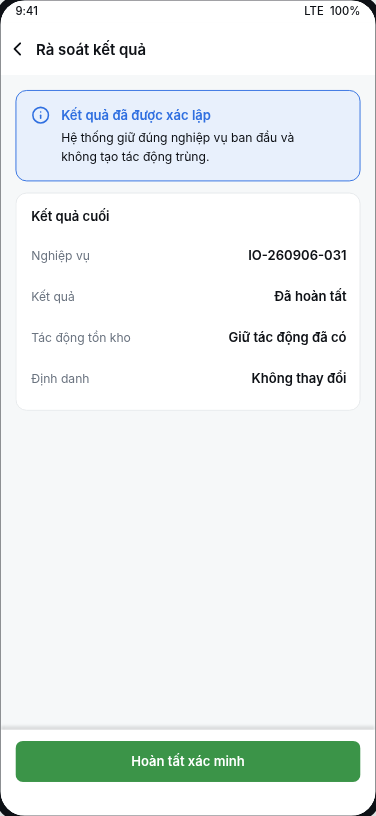 9:41 LTE 100%
Rà soát kết quả
Kết quả đã được xác lập
Hệ thống giữ đúng nghiệp vụ ban đầu và
không tạo tác động trùng.
Kết quả cuối
Nghiệp vụ IO-260906-031
Kết quả Đã hoàn tất
Tác động tồn kho Giữ tác động đã có
Định danh Không thay đổi
Hoàn tất xác minh